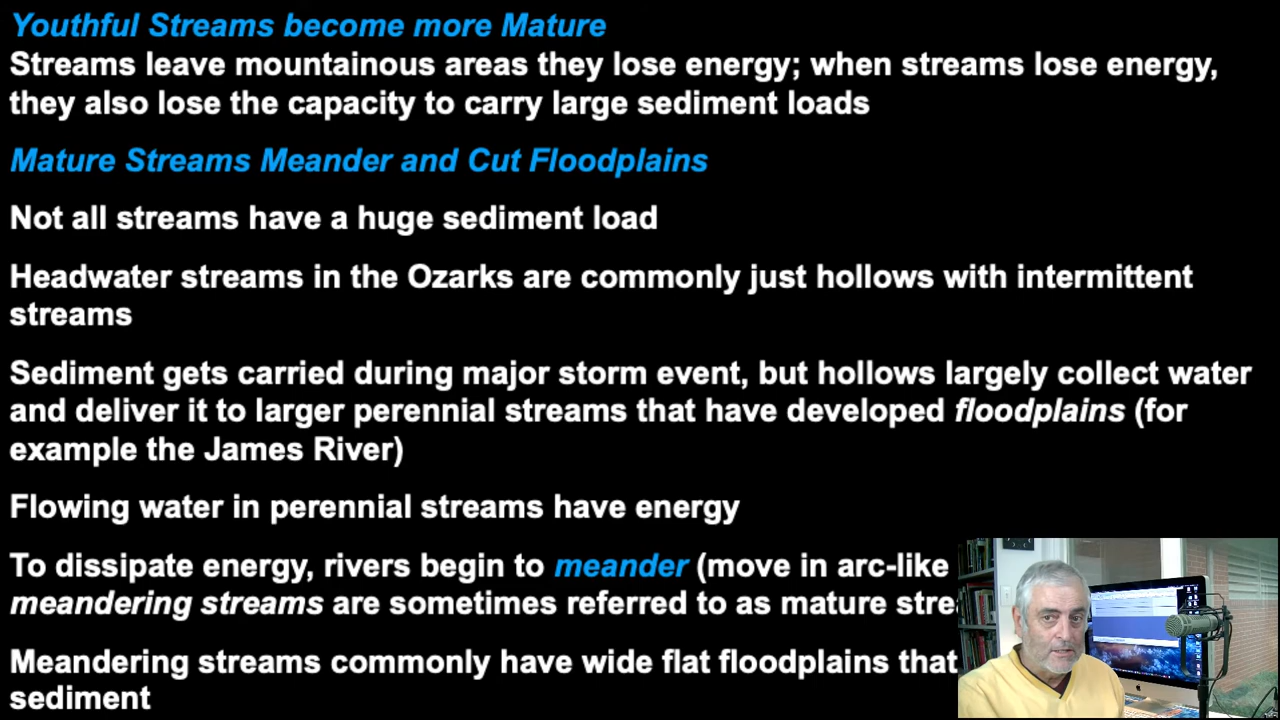 Youthful Streams become more Mature
Streams leave mountainous areas they lose energy; when streams lose energy,
they also lose the capacity to carry large sediment loads
Mature Streams Meander and Cut Floodplains
Not all streams have a huge sediment load
Headwater streams in the Ozarks are commonly just hollows with intermittent
streams
Sediment gets carried during major storm event, but hollows largely collect water
and deliver it to larger perennial streams that have developed floodplains (for
example the James River)
Flowing water in perennial streams have energy
To dissipate energy, rivers begin to meander (move in arc-like
meandering streams are sometimes referred to as mature
Meandering streams commonly have wide flat floodplains that
sediment